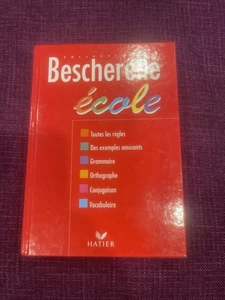 Bescherelle
école
Toutes les règles
Des exemples amusants
Grammaire
Orthographe
Conjugaison
Vocabulaire
HATIER